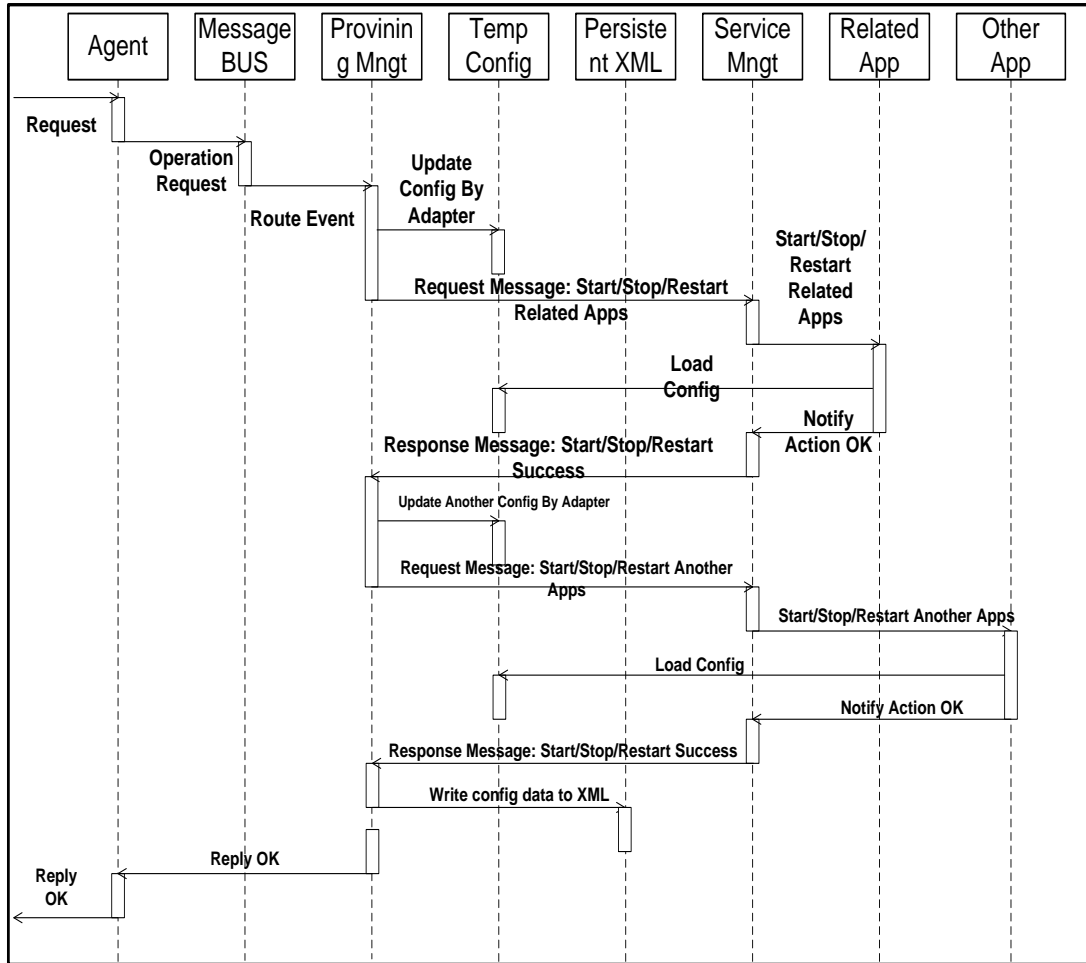 Agent
Message
BUS
Provining
g Mngt
Temp
Config
Persiste
nt XML
Service
Mngt
Related
App
Other
App
Request
Operation
Request
Route Event
Update
Config By
Adapter
Request Message: Start/Stop/Restart
Related Apps
Start/Stop/
Restart
Related
Apps
Load
Config
Notify
Action OK
Response Message: Start/Stop/Restart
Success
Update Another Config By Adapter
Request Message: Start/Stop/Restart Another
Apps
Start/Stop/Restart Another Apps
Load Config
Notify Action OK
Response Message: Start/Stop/Restart Success
Write config data to XML
Reply OK
Reply
OK